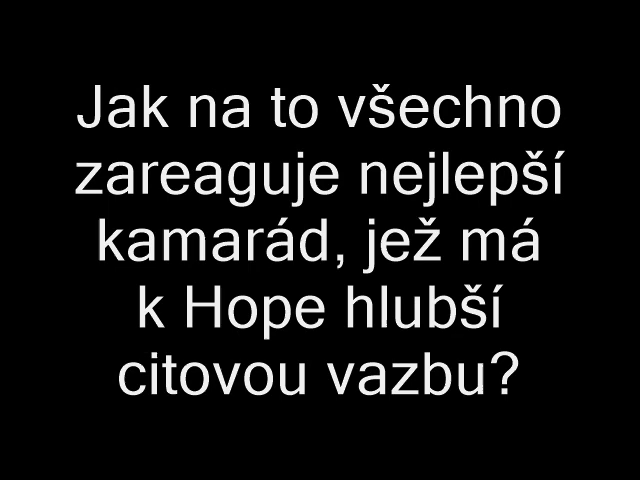 Jak na to všechno
zareaguje nejlepší
kamarád, jež má
k Hope hlubší
citovou vazbu?